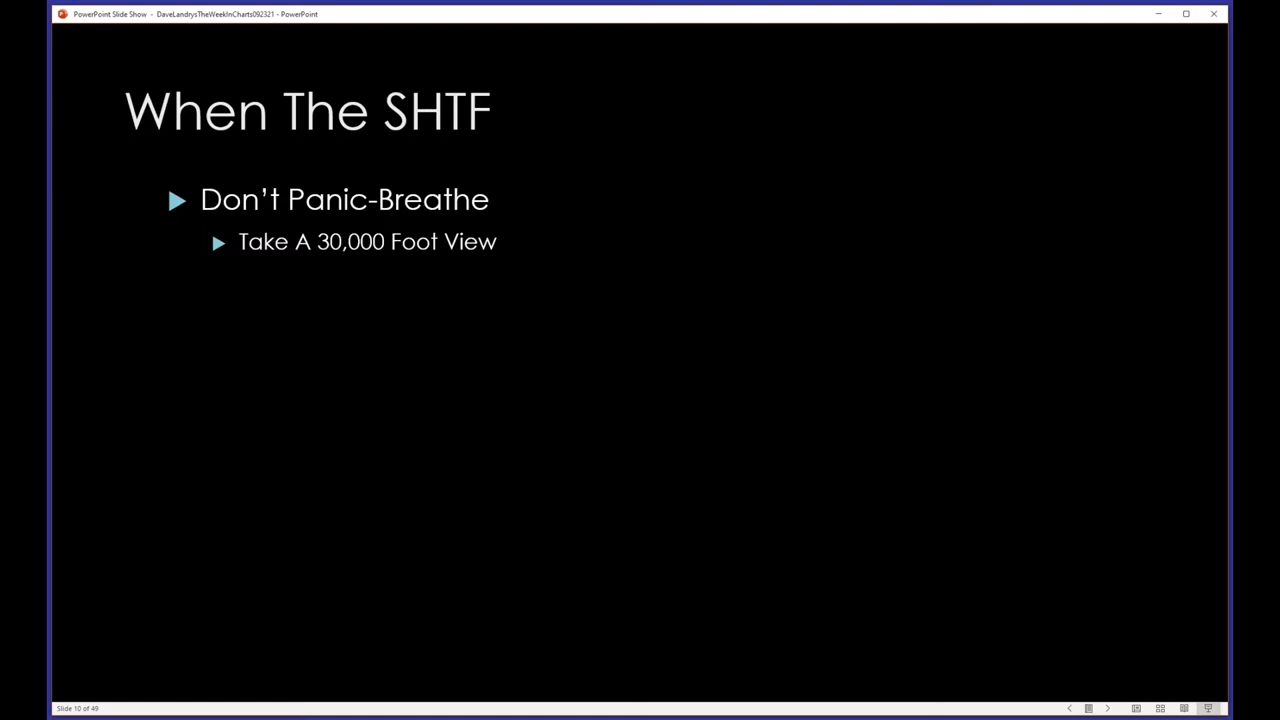 PowerPoint Slide Show - DaveLandrysTheWeekInCharts092321 - PowerPoint
When The SHTF
Don't Panic-Breathe
Take A 30,000 Foot View
Slide 10 of 49